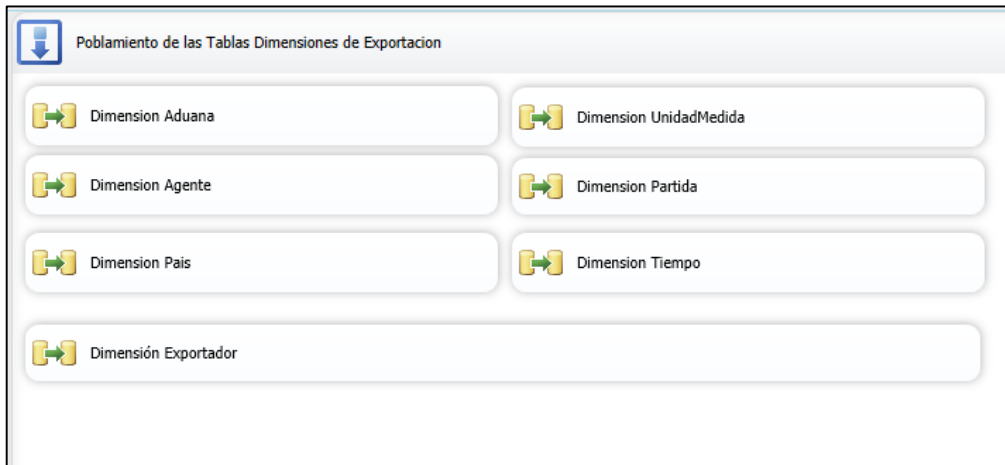 Poblamiento de las Tablas Dimensiones de Exportacion
Dimension Aduana
Dimension UnidadMedida
Dimension Agente
Dimension Partida
Dimension Pais
Dimension Tiempo
Dimensión Exportador